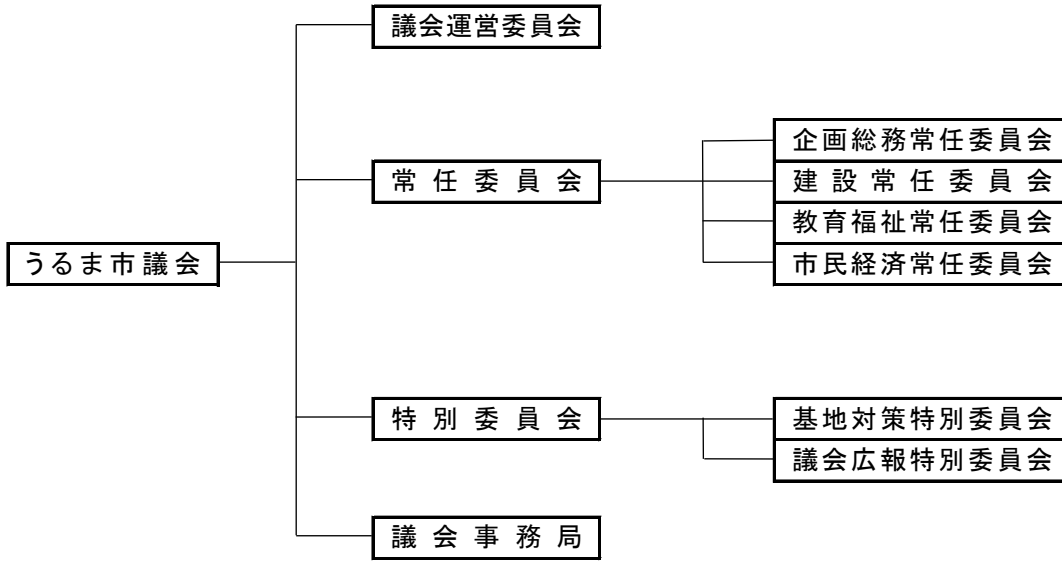 議会運営委員会
企画総務常任委員会
常任委員会
建設常任委員会
教育福祉常任委員会
うるま市議会
市民経済常任委員会
特別委員会
基地対策特別委員会
議会広報特別委員会
議会事務局